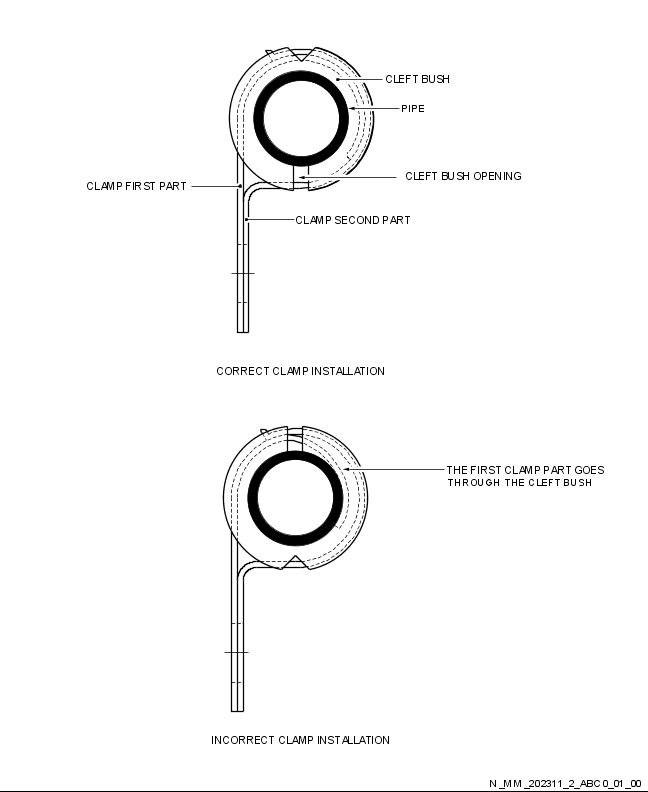 CLEFT BUSH
PIPE
CLEFT BUSH OPENING
CLAMP FIRST PART
CLAMP SECOND PART
CORRECT CLAMP INSTALLATION
THE FIRST CLAMP PART GOES
THROUGH THE CLEFT BUSH
INCORRECT CLAMP INSTALLATION
N_MM_202311_2_ABC0_01_00